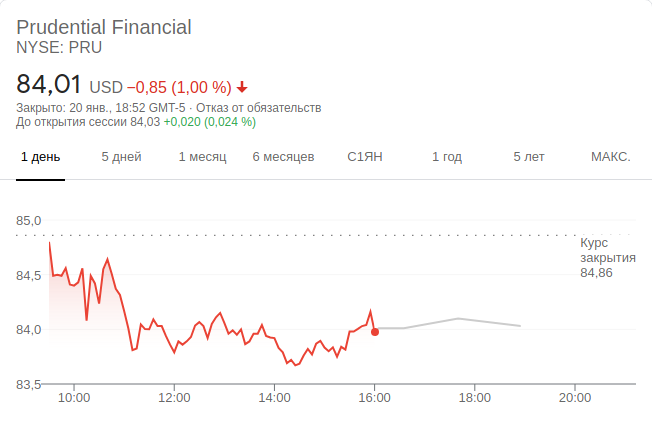 Prudential Financial
NYSE: PRU
84,01 USD −0,85 (1,00 %)
Закрыто: 20 янв., 18:52 GMT-5 · Отказ от обязательств
До открытия сессии 84,03 +0,020 (0,024 %)
1 день 5 дней 1 месяц 6 месяцев С1ЯН 1 год 5 лет МАКС.
85,0
Курс
закрытия
84,86
84,5
84,0
83,5
10:00 12:00 14:00 16:00 18:00 20:00